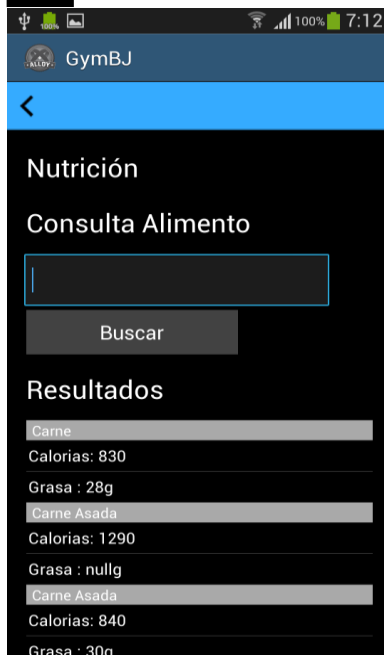 100%
100% 7:12
ALLOY
GymBJ
Nutrición
Consulta Alimento
Buscar
Resultados
Carne
Calorias: 830
Grasa : 28g
Carne Asada
Calorias: 1290
Grasa : nullg
Carne Asada
Calorias: 840
Grasa : 30g